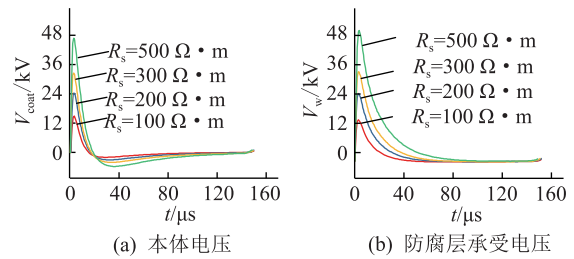 48
36
24
12
0
V_coat/kV
R_s=500 Ω·m
R_s=300 Ω·m
R_s=200 Ω·m
R_s=100 Ω·m
0 40 80 120 160
t/μs
(a) 本体电压
48
36
24
12
0
V_w/kV
R_s=500 Ω·m
R_s=300 Ω·m
R_s=200 Ω·m
R_s=100 Ω·m
0 40 80 120 160
t/μs
(b) 防腐层承受电压